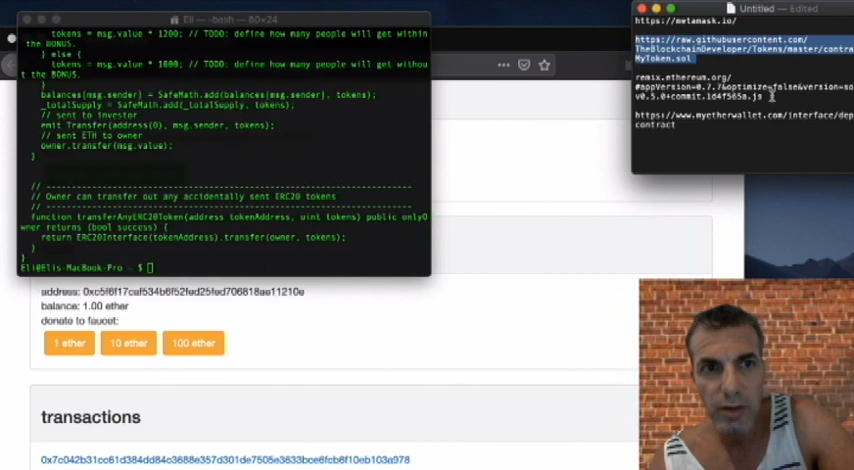 Eli — -bash — 80×24
tokens = msg.value * 1200; // TODO: define how many people will get within
the BONUS.
} else {
tokens = msg.value * 1000; // TODO: define how many people will get withou
t the BONUS.
}
balances[msg.sender] = SafeMath.add(balances[msg.sender], tokens);
_totalSupply = SafeMath.add(_totalSupply, tokens);
// sent to investor
emit Transfer(address(0), msg.sender, tokens);
// sent ETH to owner
owner.transfer(msg.value);
}
// ------------------------------------------------------------------------
// Owner can transfer out any accidentally sent ERC20 tokens
// ------------------------------------------------------------------------
function transferAnyERC20Token(address tokenAddress, uint tokens) public onlyO
wner returns (bool success) {
return ERC20Interface(tokenAddress).transfer(owner, tokens);
}
}
Eli@Elis-MacBook-Pro ~ $
Untitled — Edited
https://metamask.io/
https://raw.githubusercontent.com/
TheBlockchainDeveloper/Tokens/master/contra
MyToken.sol
remix.ethereum.org/
#appVersion=0.7.7&optimize=false&version=so
v0.5.0+commit.1d4f565a.js
https://www.myetherwallet.com/interface/dep
contract
address: 0xc5f6f17caf534b6f52fed25fed706818ae11210e
balance: 1.00 ether
donate to faucet:
1 ether 10 ether 100 ether
transactions
0x7c042b31cc61d384dd84c3688e357d301de7505e3633bce6fcb6f10eb103a978